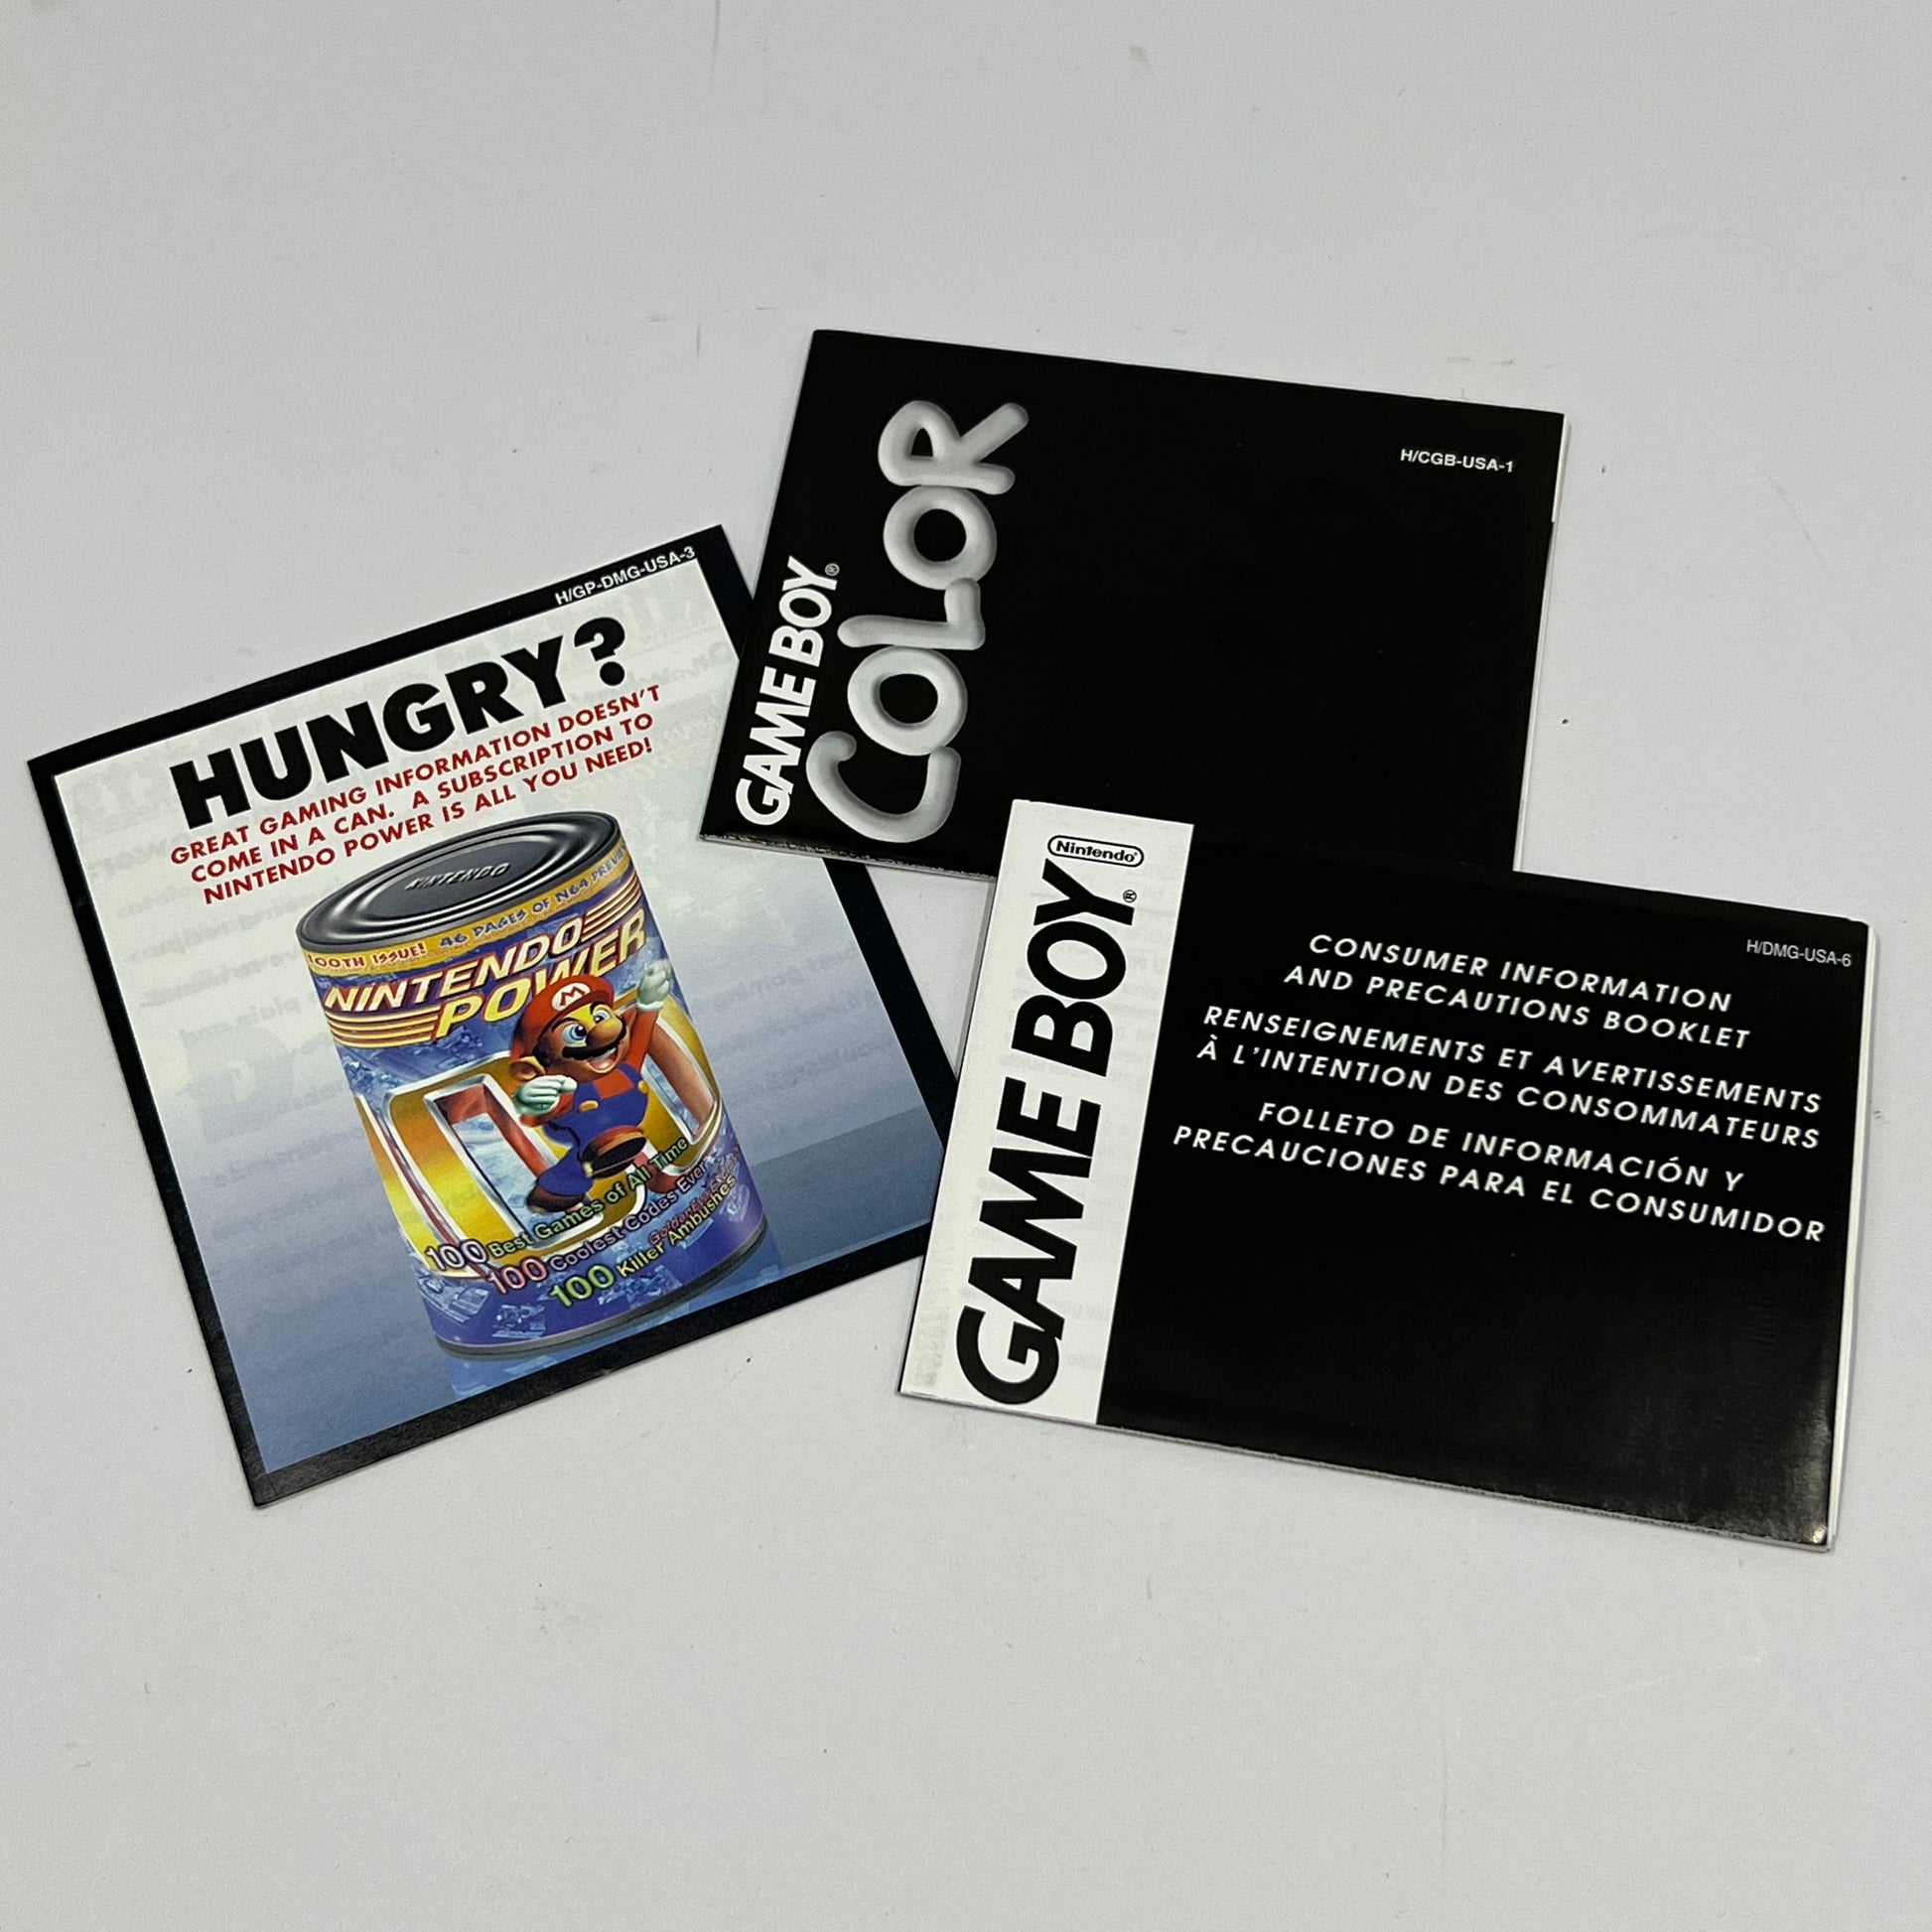 H/GP-DMG-USA-3
HUNGRY?
GREAT GAMING INFORMATION DOESN'T
COME IN A CAN. A SUBSCRIPTION TO
NINTENDO POWER IS ALL YOU NEED!
NINTENDO
100TH ISSUE! 46 PAGES OF N64
NINTENDO
POWER
100
100 Best Games of All Time
100 Coolest Codes Ever
100 Killer Ambushes
GAME BOY®
COLOR
H/CGB-USA-1
Nintendo®
GAME BOY®
H/DMG-USA-6
CONSUMER INFORMATION
AND PRECAUTIONS BOOKLET
RENSEIGNEMENTS ET AVERTISSEMENTS
À L'INTENTION DES CONSOMMATEURS
FOLLETO DE INFORMACIÓN Y
PRECAUCIONES PARA EL CONSUMIDOR